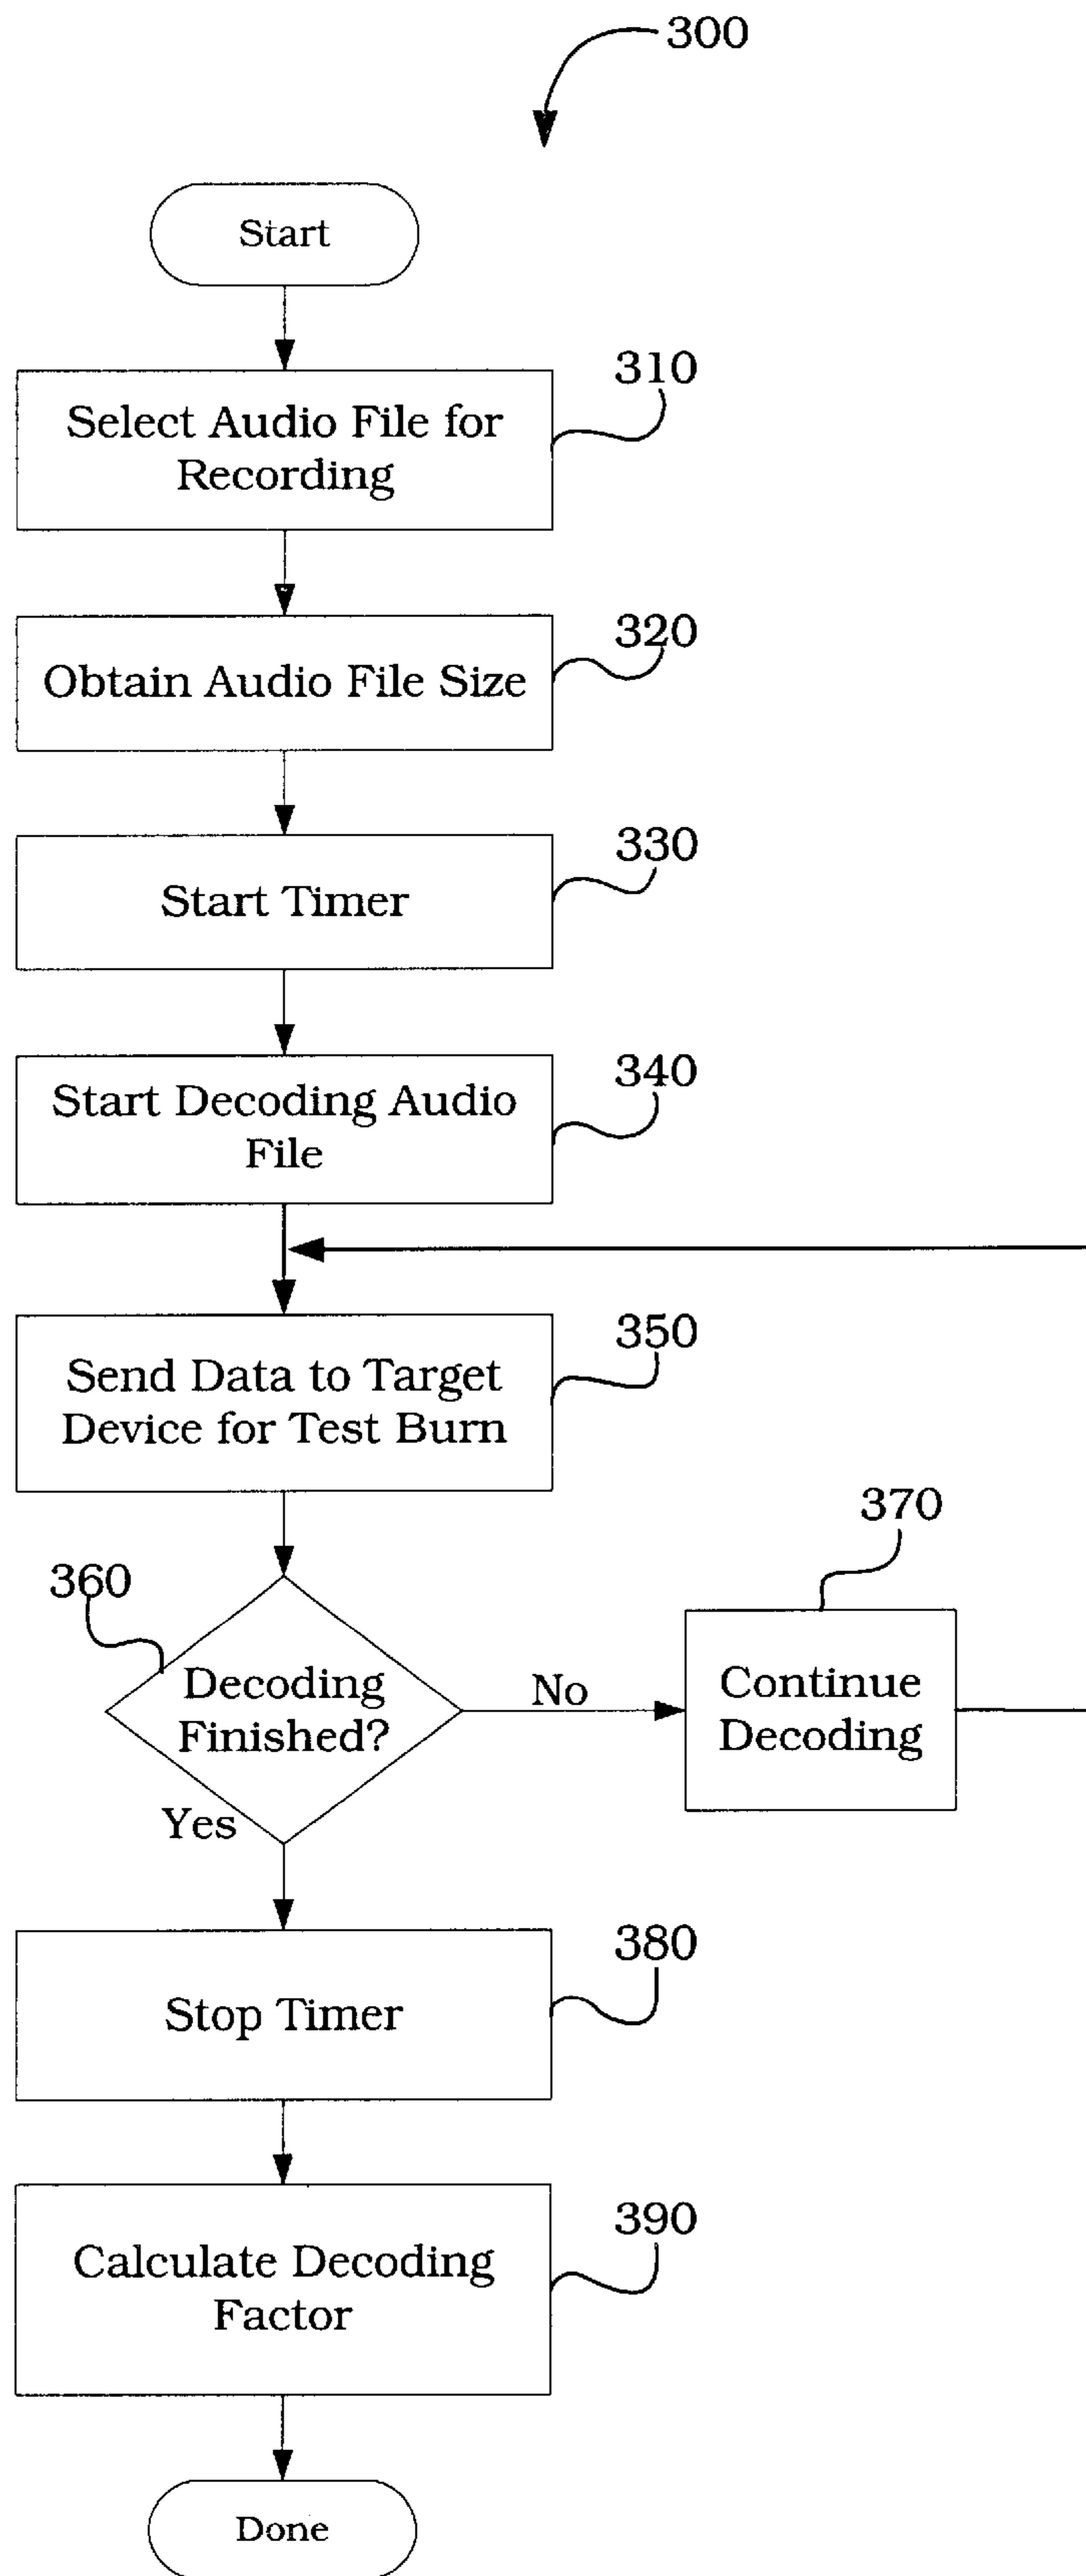 300
Start
310
Select Audio File for
Recording
320
Obtain Audio File Size
330
Start Timer
340
Start Decoding Audio
File
350
Send Data to Target
Device for Test Burn
360
370
Decoding
Finished?
No
Continue
Decoding
Yes
380
Stop Timer
390
Calculate Decoding
Factor
Done